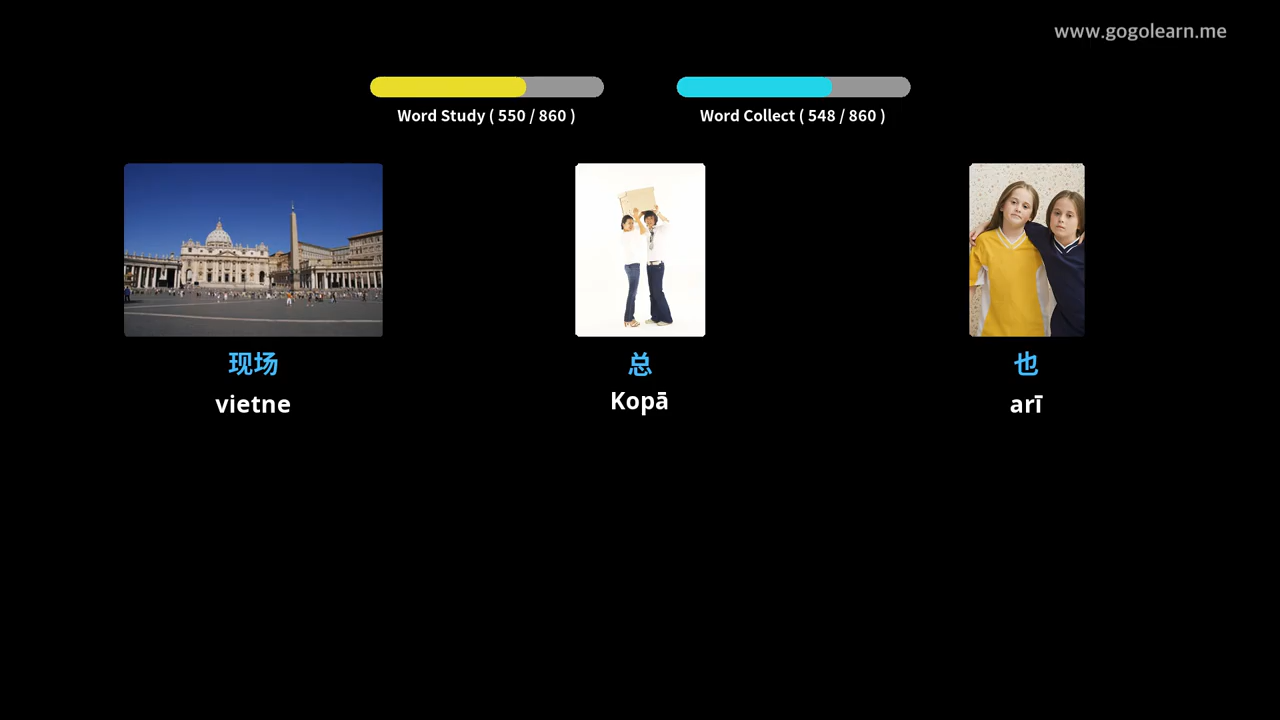 www.gogolearn.me
Word Study ( 550 / 860 )
Word Collect ( 548 / 860 )
现场
总
也
vietne
Kopā
arī